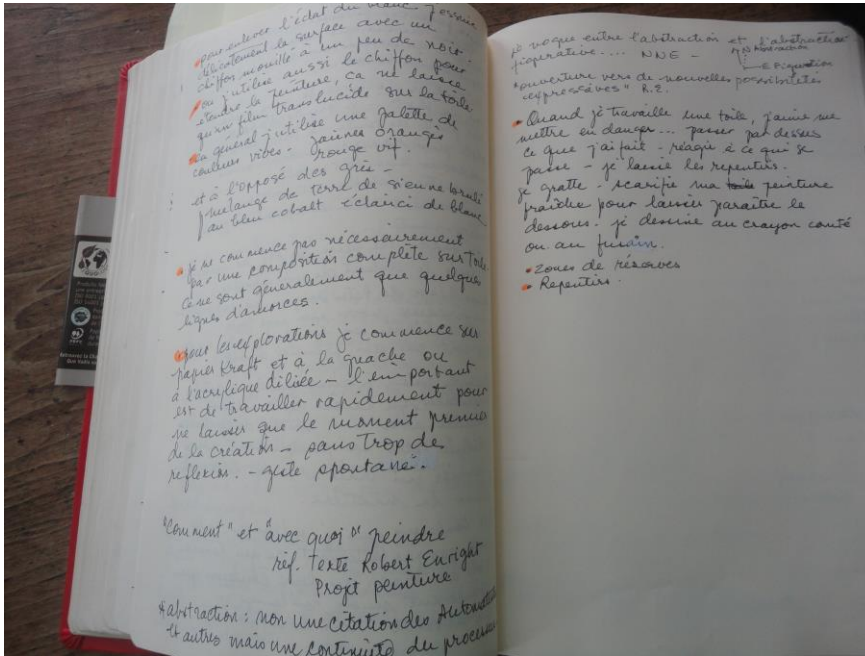 pour enlever l'éclat du blanc j'essuie
délicatement la surface avec un
chiffon mouillé à un peu de noir.
ou j'utilise aussi le chiffon pour
étendre la peinture, ca ne laisse
qu'un film translucide sur la toile
en général j'utilise une palette de
couleurs vives. jaunes orangés
rouge vif.
et à l'opposé des gris -
mélange de terre de sienne brulé
au bleu cobalt éclairci de blanc
je ne commence pas nécessairement
par une composition complète sur toile
ce ne sont généralement que quelques
lignes d'amorces.
pour les explorations je commence sur
papier Kraft et à la gouache ou
à l'acrylique diluée - l'important
est de travailler rapidement pour
ne laisser que le moment premier
de la création - sans trop de
reflexion. - geste spontané.
"Comment" et "avec quoi" peindre
réf. Texte Robert Enright
Projet peinture
*abstraction : non une citation des
et autres mais une continuité du processus
je vogue entre l'abstraction et l'abstraction
figurative.... NNE -
"ouverture vers de nouvelles possibilités
expressives" R.E.
• Quand je travaille une toile, j'aime me
mettre en danger... passer par dessus
ce que j'ai fait - réagir à ce qui se
passe - je laisse les repentirs.
je gratte - scarifie ma peinture
fraîche pour laisser paraître le
dessous. je dessine au crayon conté
ou au fusain.
• zones de réserves
• Repentirs.